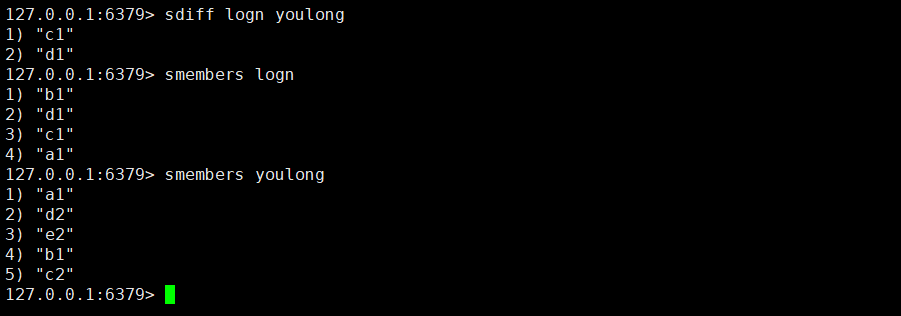 127.0.0.1:6379> sdiff logn youlong
1) "c1"
2) "d1"
127.0.0.1:6379> smembers logn
1) "b1"
2) "d1"
3) "c1"
4) "a1"
127.0.0.1:6379> smembers youlong
1) "a1"
2) "d2"
3) "e2"
4) "b1"
5) "c2"
127.0.0.1:6379>